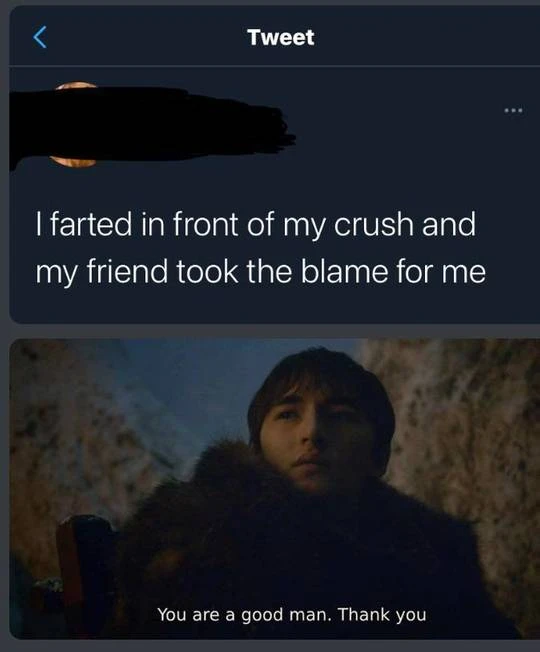 Tweet
I farted in front of my crush and
my friend took the blame for me
You are a good man. Thank you